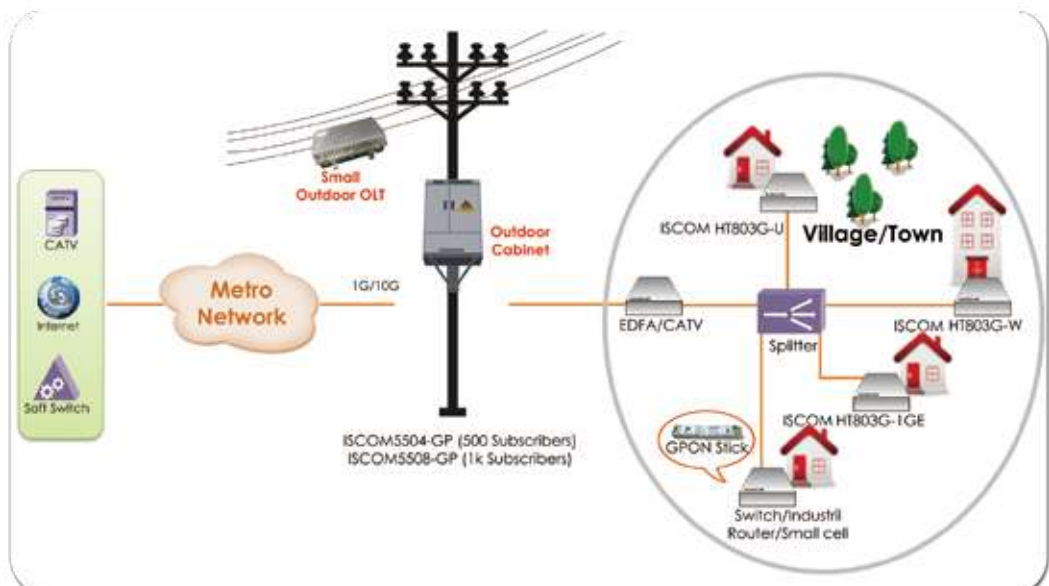 CATV
Internet
Soft Switch
Metro
Network
1G/10G
Small
Outdoor OLT
Outdoor
Cabinet
ISCOM5504-GP (500 Subscribers)
ISCOM5508-GP (1k Subscribers)
ISCOM HT803G-U
Village/Town
EDFA/CATV
Splitter
ISCOM HT803G-W
ISCOM HT803G-1GE
GPON Stick
Switch/Industril
Router/Small cell